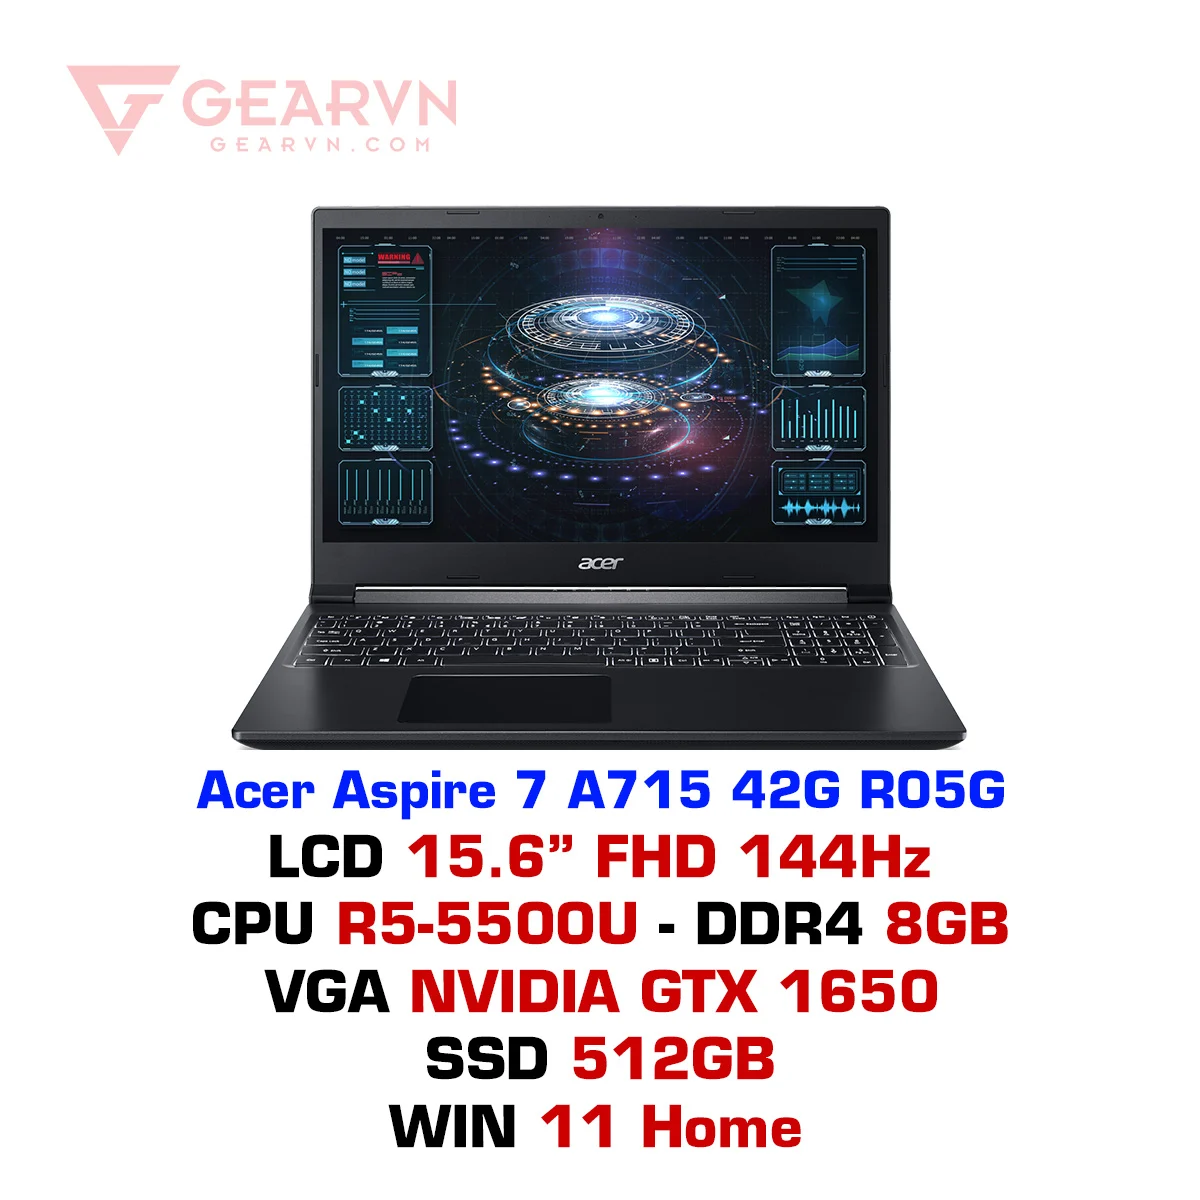 GEARVN
GEARVN.COM
WARNING
acer
Acer Aspire 7 A715 42G R05G
LCD 15.6” FHD 144Hz
CPU R5-5500U - DDR4 8GB
VGA NVIDIA GTX 1650
SSD 512GB
WIN 11 Home